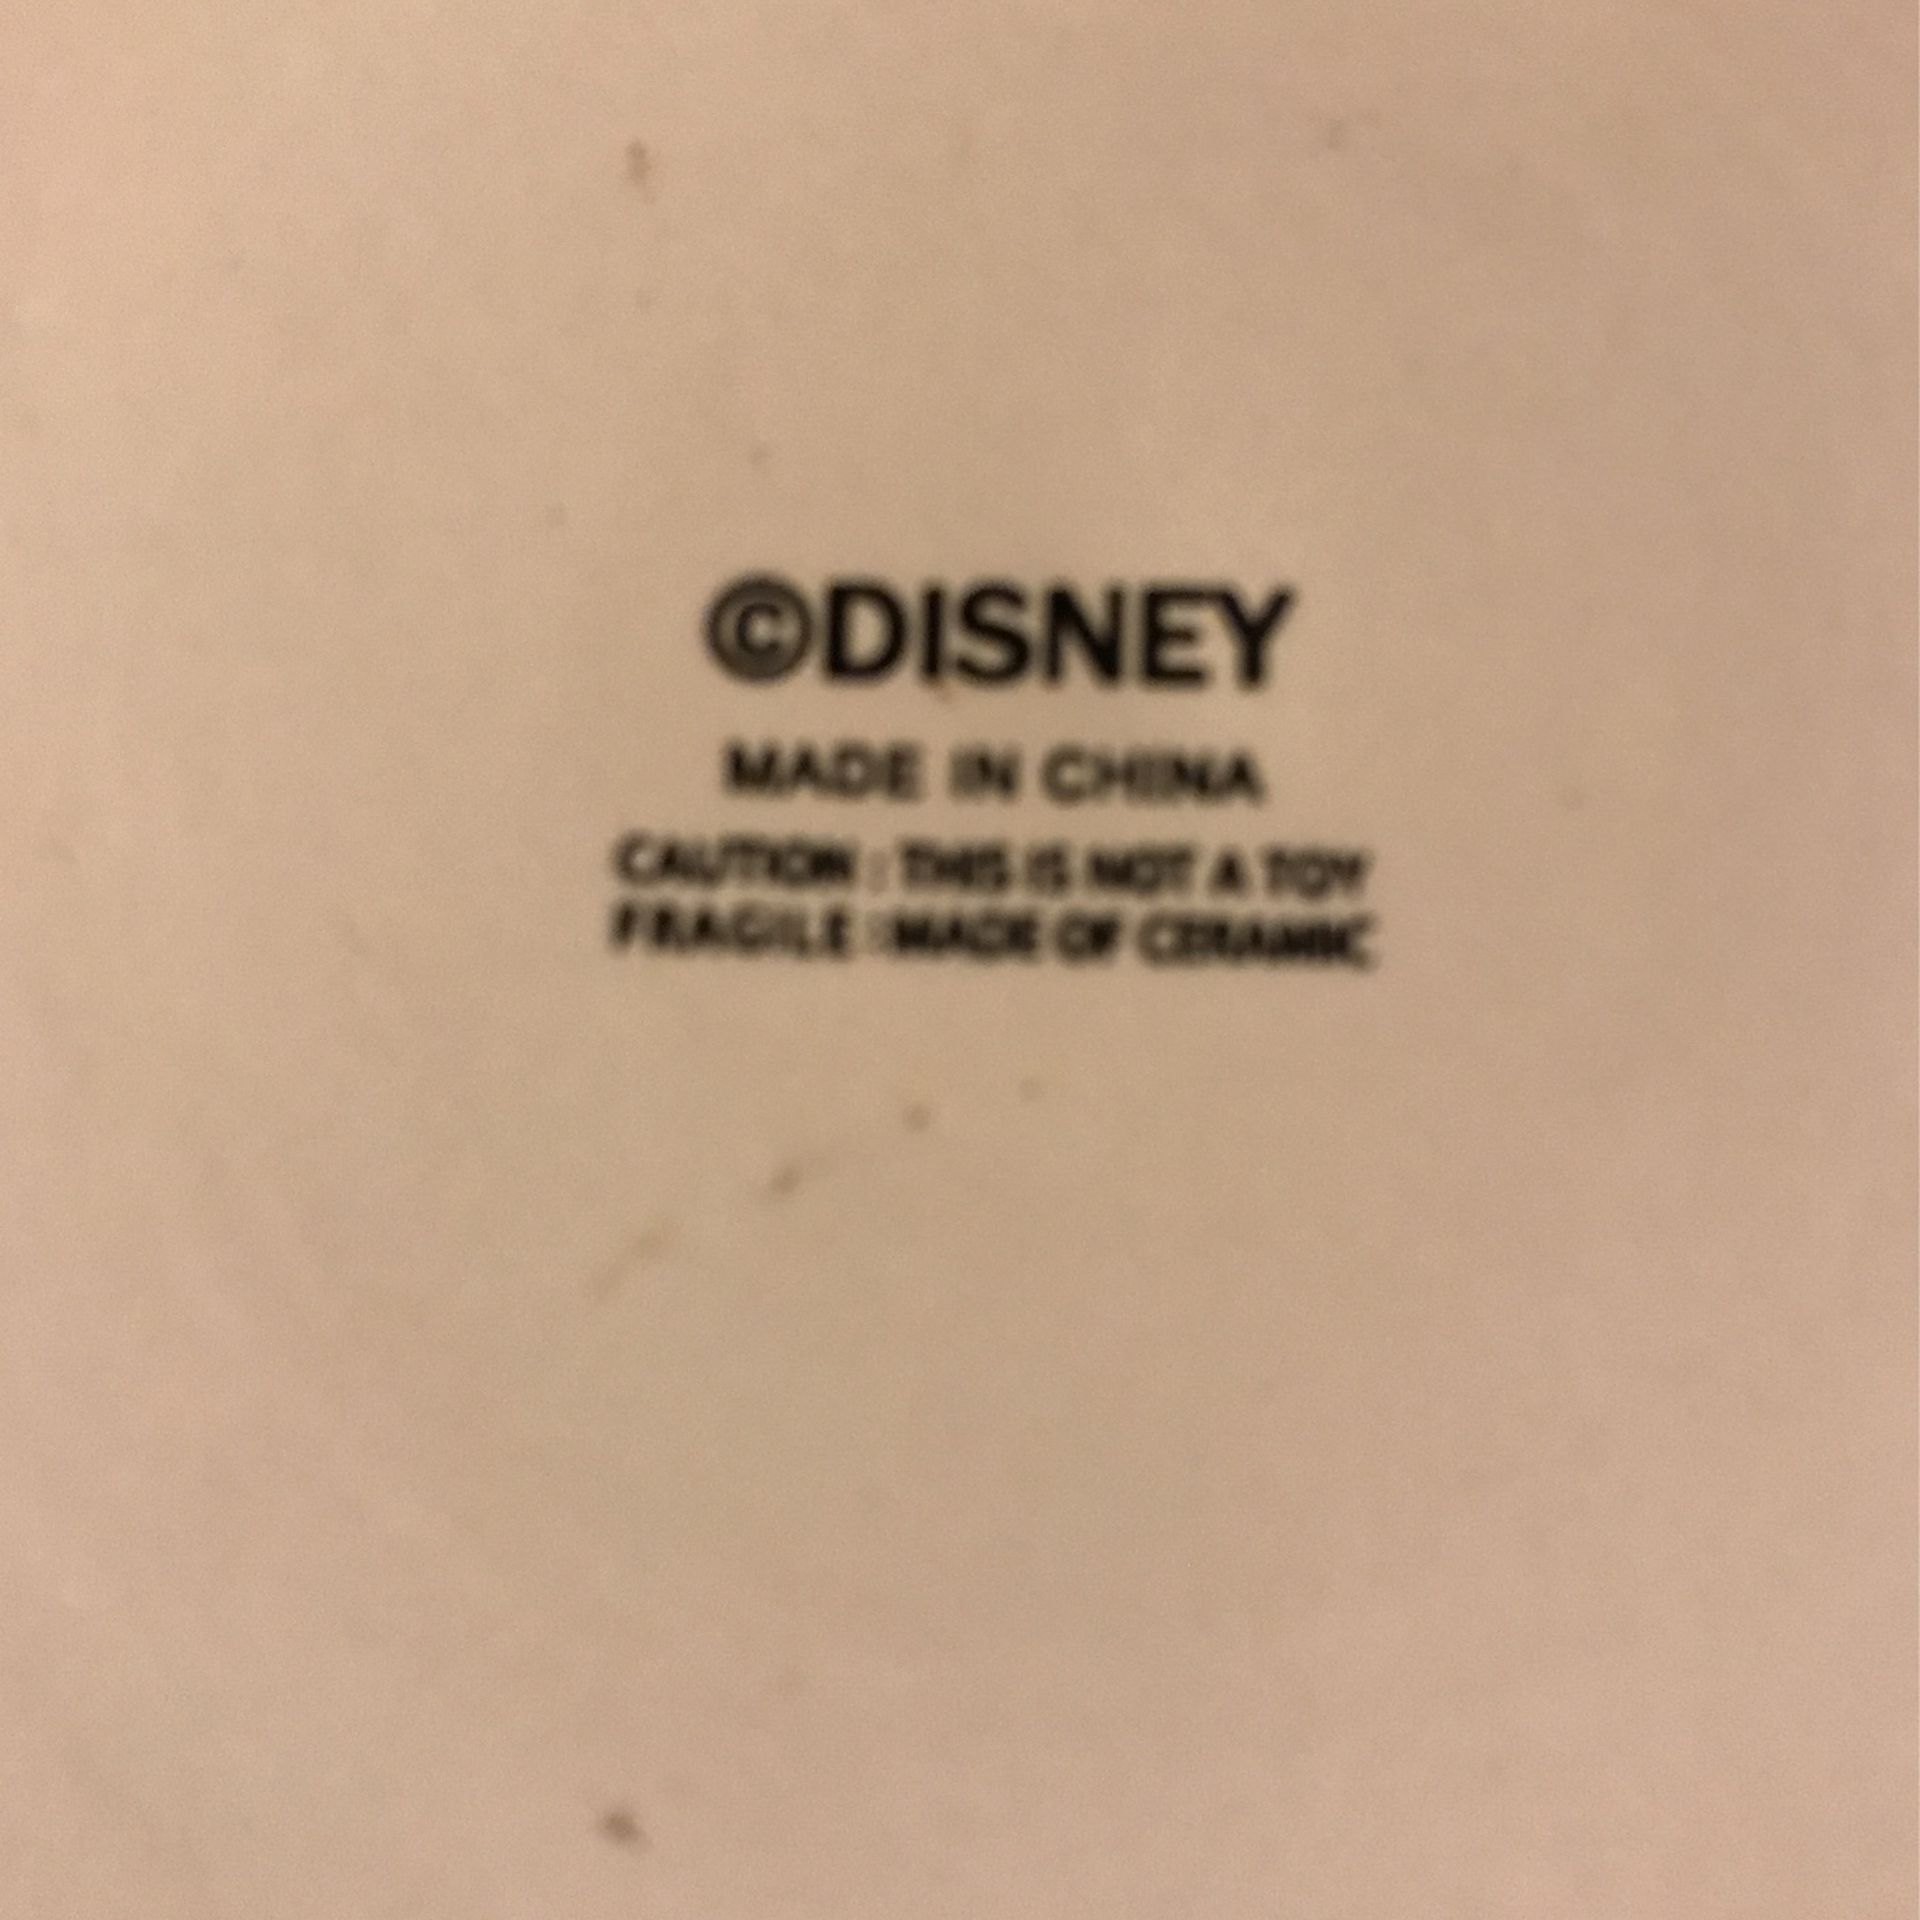 ©DISNEY
MADE IN CHINA
CAUTION : THIS IS NOT A TOY
FRAGILE : MADE OF CERAMIC